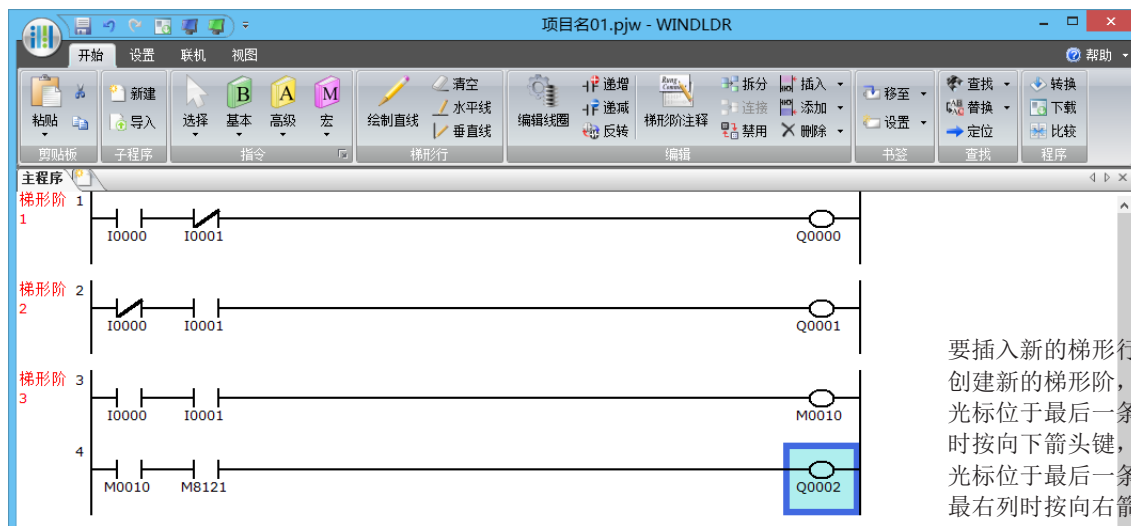 项目名01.pjw - WINDLDR
开始 设置 联机 视图 帮助
粘贴 新建 导入 选择 基本 高级 宏 绘制直线 清空 水平线 垂直线 编辑线圈 递增 递减 反转 梯形阶注释 拆分 连接 禁用 插入 添加 删除 移至 设置 查找 替换 定位 转换 下载 比较
剪贴板 子程序 指令 梯形行 编辑 书签 查找 程序
主程序
梯形阶 1
1
I0000 I0001 Q0000
梯形阶 2
2
I0000 I0001 Q0001
梯形阶 3
3
I0000 I0001 M0010
4
M0010 M8121 Q0002
要插入新的梯形行
创建新的梯形阶，
光标位于最后一条
时按向下箭头键，
光标位于最后一条
最右列时按向右箭